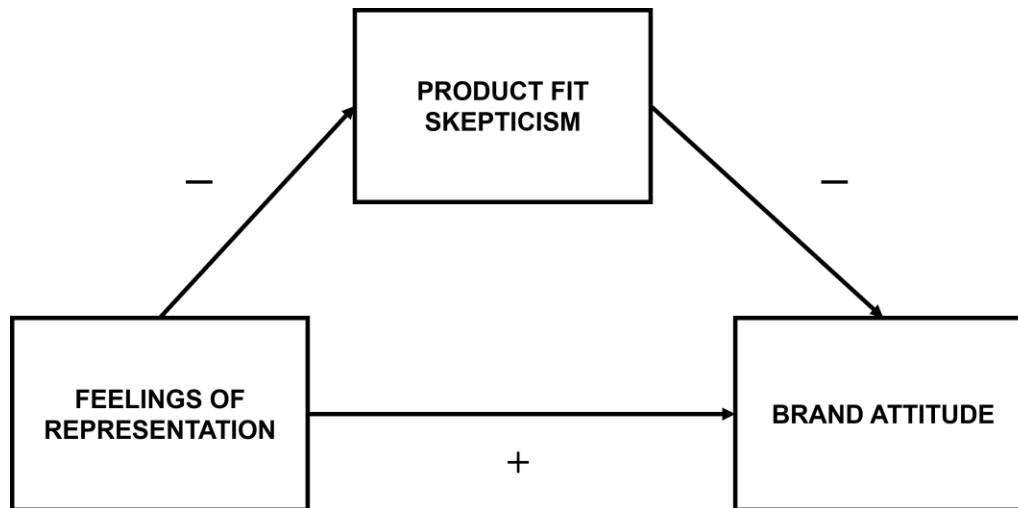 PRODUCT FIT
SKEPTICISM
–
–
FEELINGS OF
REPRESENTATION
BRAND ATTITUDE
+